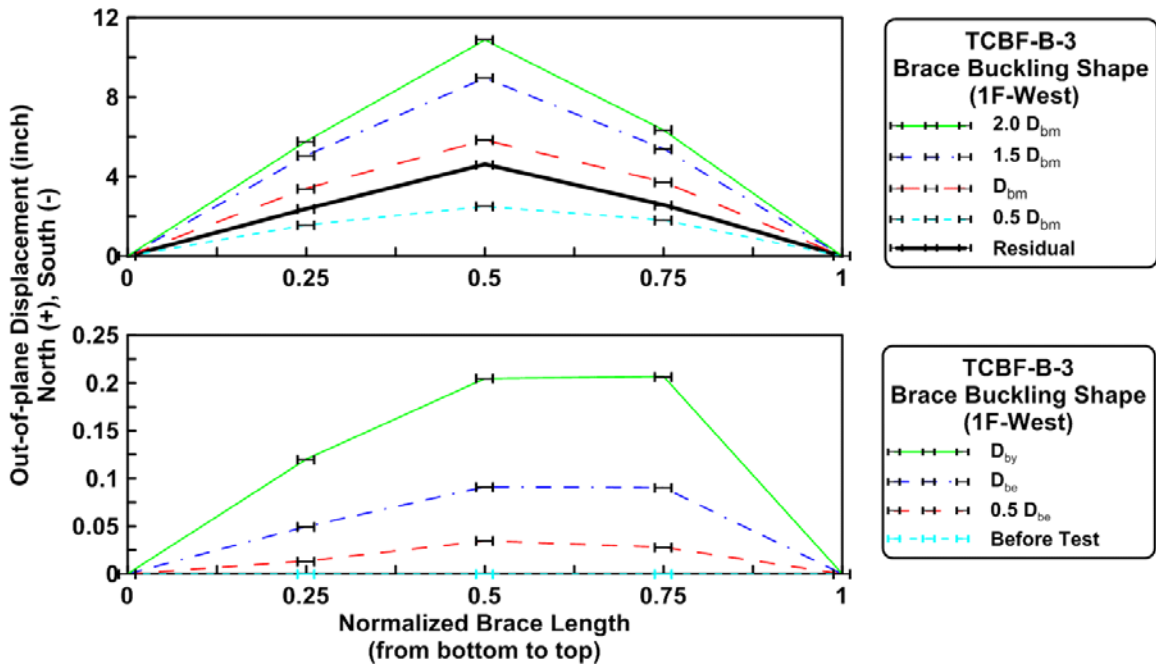 Out-of-plane Displacement (inch)
North (+), South (-)
12
8
4
0
0
0.25
0.5
0.75
1
TCBF-B-3
Brace Buckling Shape
(1F-West)
2.0 Dbm
1.5 Dbm
Dbm
0.5 Dbm
Residual
0.25
0.2
0.15
0.1
0.05
0
0
0.25
0.5
0.75
1
Normalized Brace Length
(from bottom to top)
TCBF-B-3
Brace Buckling Shape
(1F-West)
Dby
Dbe
0.5 Dbe
Before Test